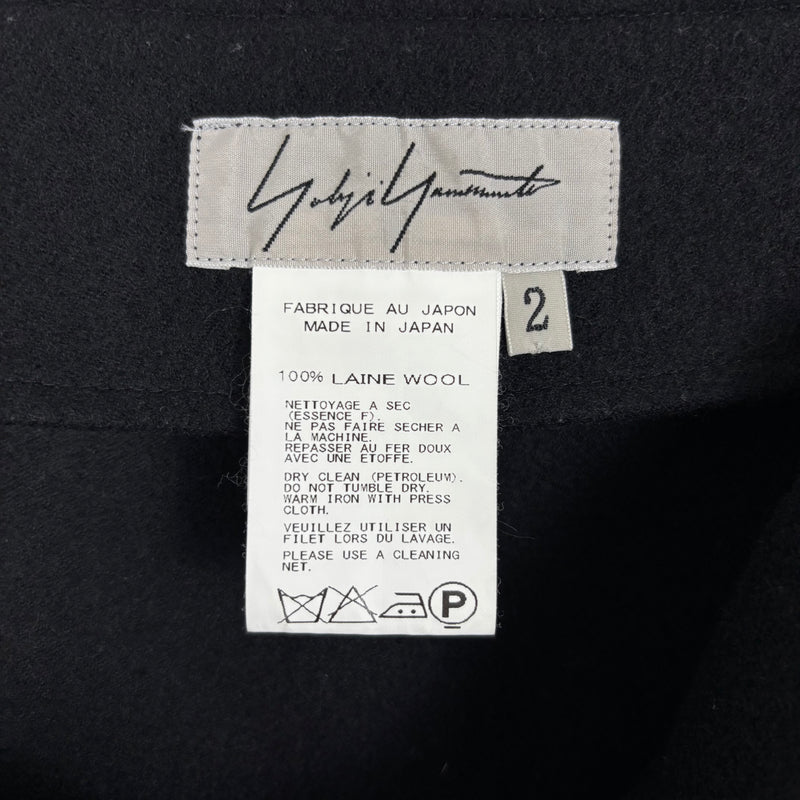 Yohji Yamamoto
2
FABRIQUE AU JAPON
MADE IN JAPAN
100% LAINE WOOL
NETTOYAGE A SEC
(ESSENCE F).
NE PAS FAIRE SECHER A
LA MACHINE.
REPASSER AU FER DOUX
AVEC UNE ETOFFE.
DRY CLEAN (PETROLEUM).
DO NOT TUMBLE DRY.
WARM IRON WITH PRESS
CLOTH.
VEUILLEZ UTILISER UN
FILET LORS DU LAVAGE.
PLEASE USE A CLEANING
NET.
P